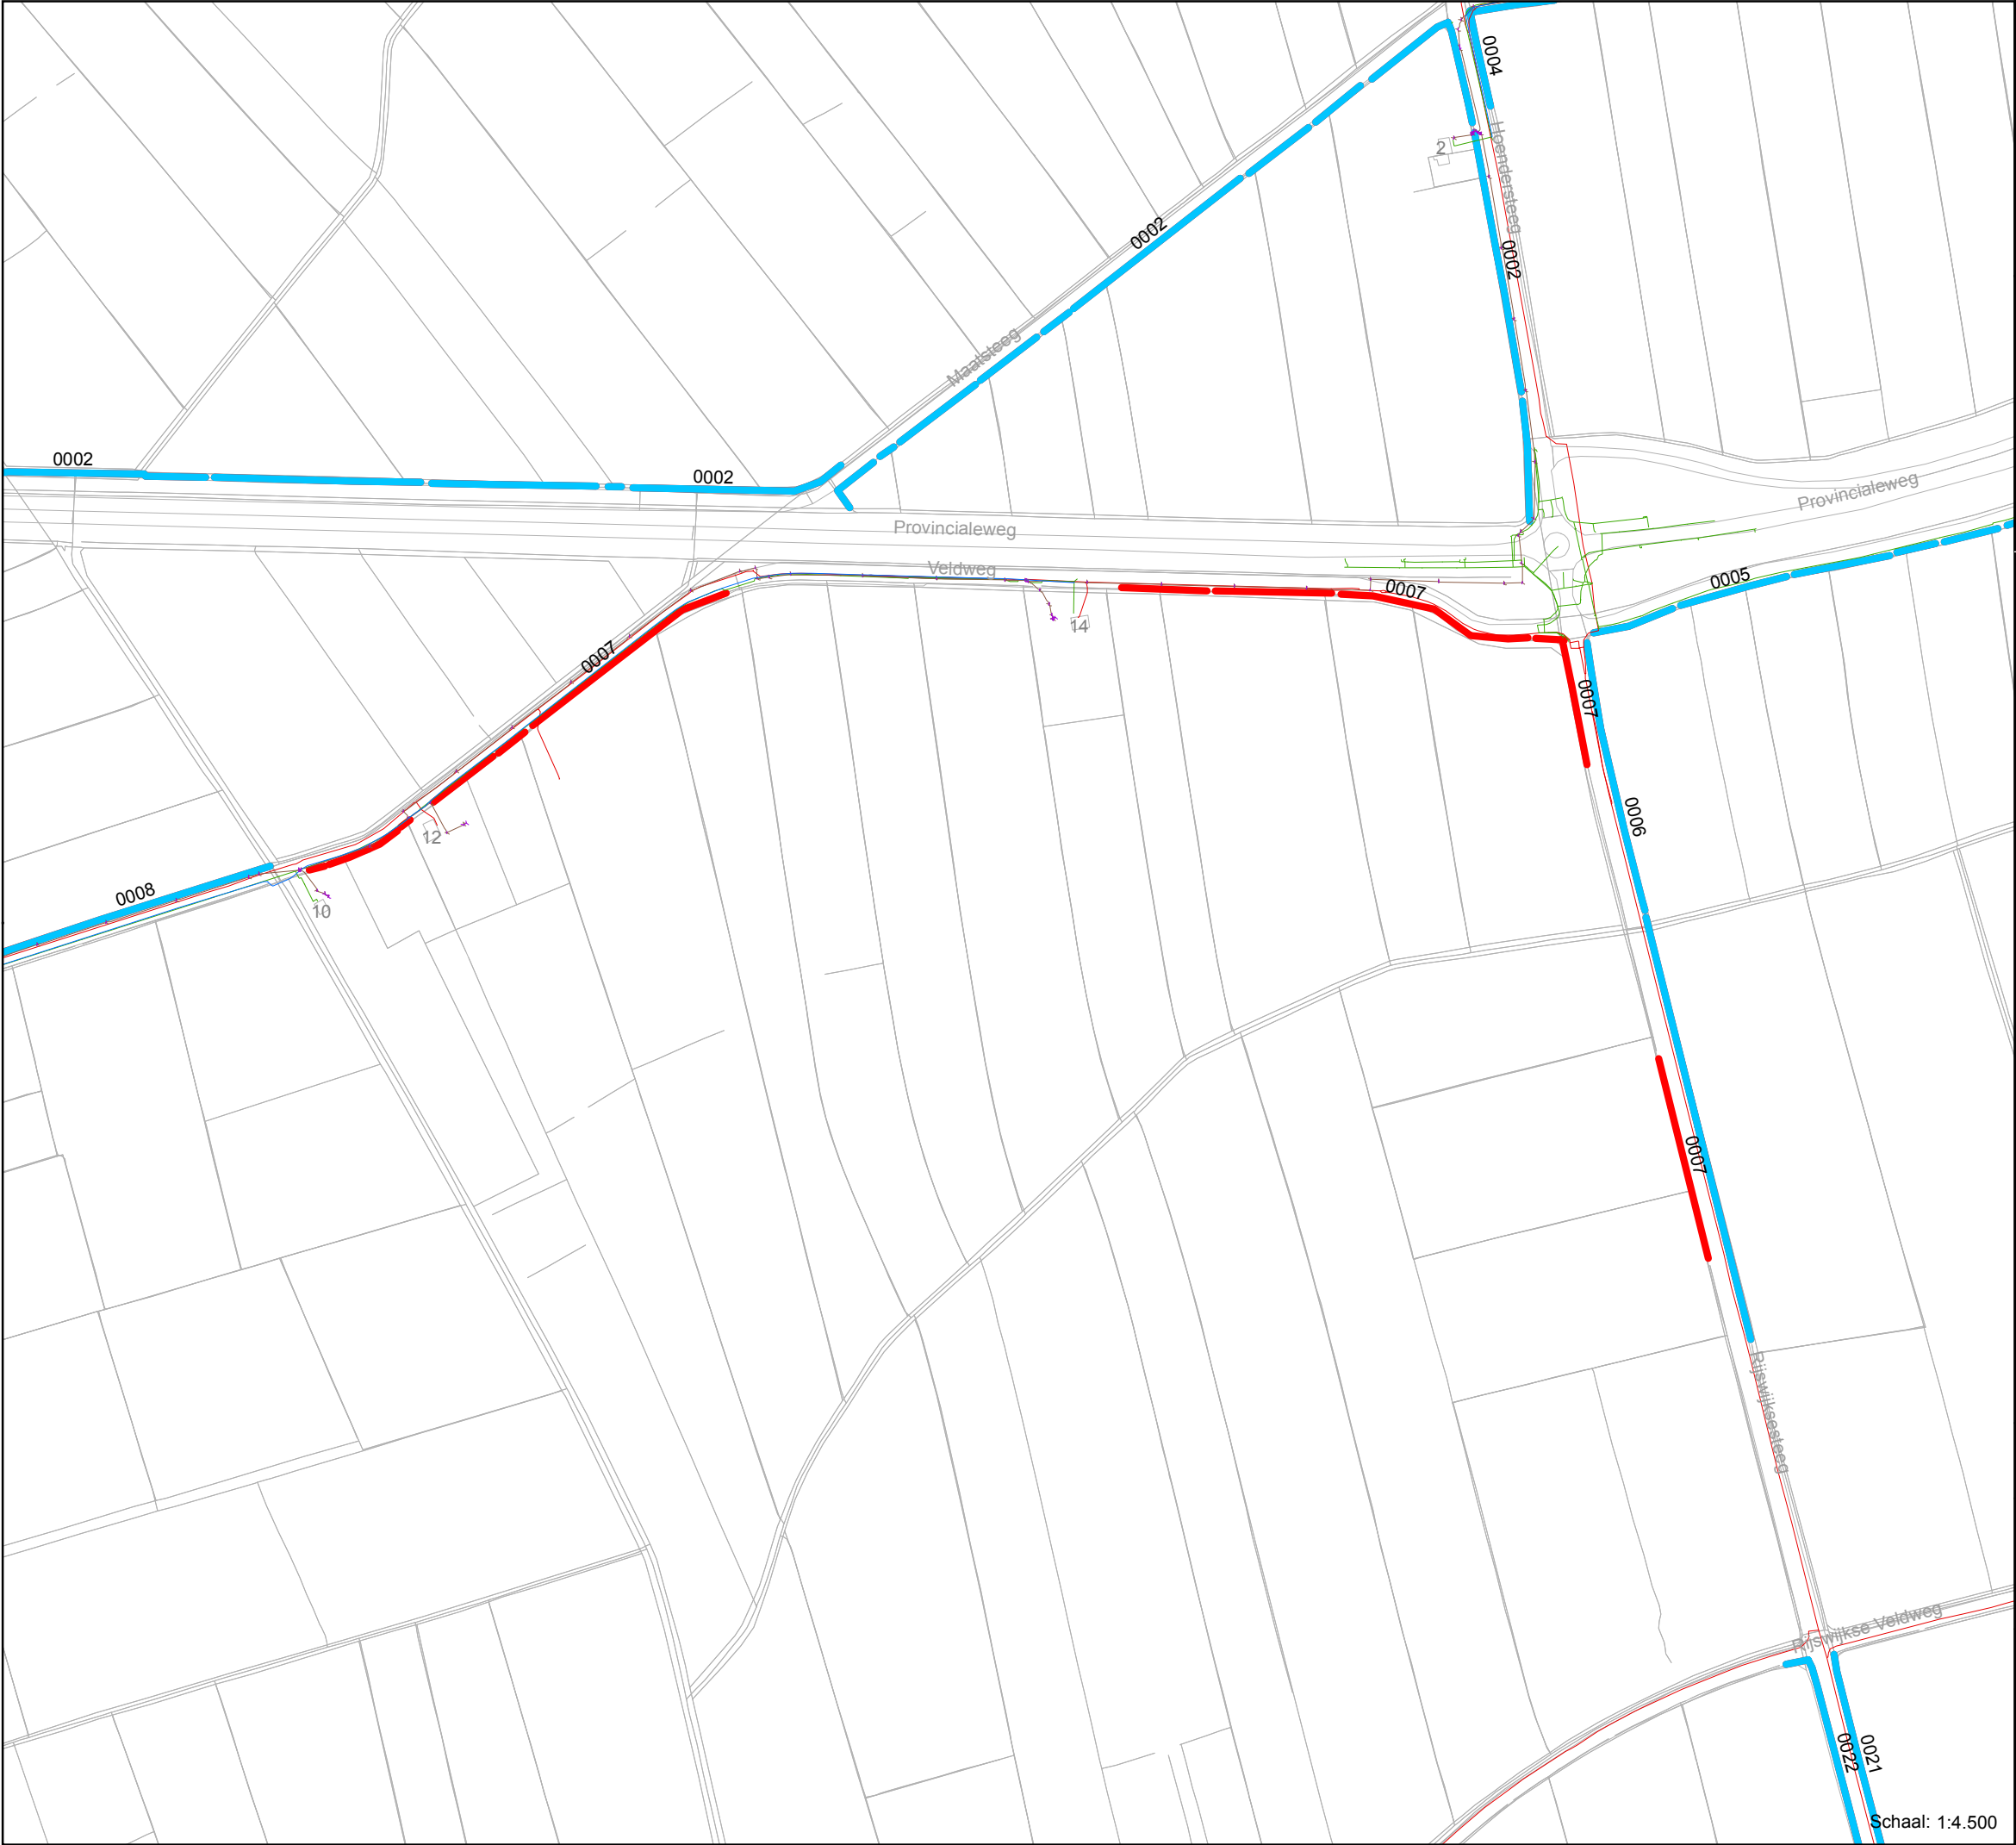 0004
Hoendersteeg
2
0002
0002
Maatsteeg
0002
0002
Provincialeweg
Provincialeweg
Veldweg
0005
0007
14
0007
0007
0006
12
0008
10
0007
Rijswijksesteeg
Rijswijkse Veldweg
0022
0021
Schaal: 1:4.500